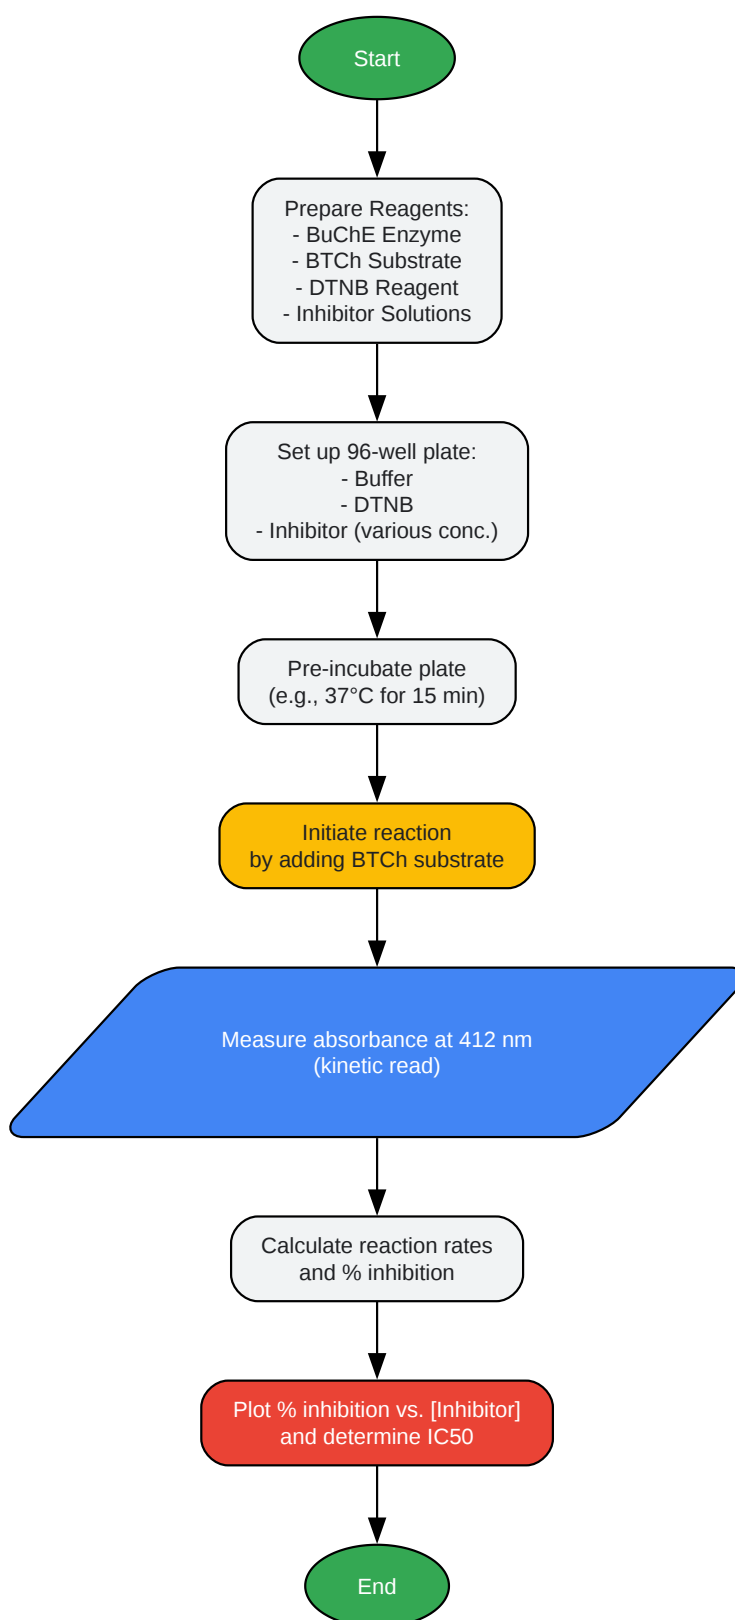 Start
Prepare Reagents:
- BuChE Enzyme
- BTCh Substrate
- DTNB Reagent
- Inhibitor Solutions
Set up 96-well plate:
- Buffer
- DTNB
- Inhibitor (various conc.)
Pre-incubate plate
(e.g., 37°C for 15 min)
Initiate reaction
by adding BTCh substrate
Measure absorbance at 412 nm
(kinetic read)
Calculate reaction rates
and % inhibition
Plot % inhibition vs. [Inhibitor]
and determine IC50
End